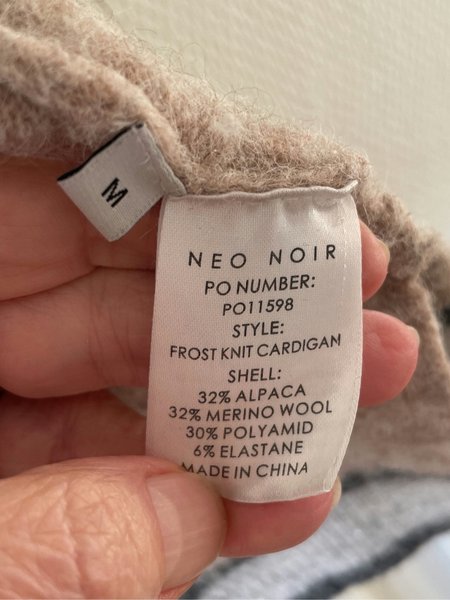 M
NEO NOIR
PO NUMBER:
PO11598
STYLE:
FROST KNIT CARDIGAN
SHELL:
32% ALPACA
32% MERINO WOOL
30% POLYAMID
6% ELASTANE
MADE IN CHINA